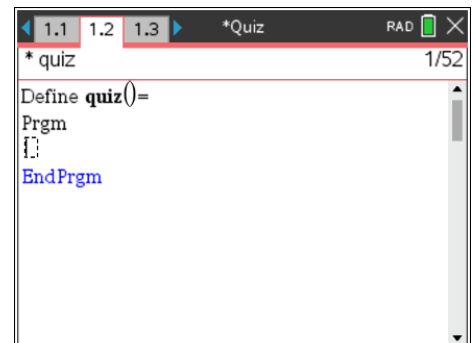 1.1 1.2 1.3 *Quiz RAD
* quiz 1/52
Define quiz()=
Prgm
EndPrgm